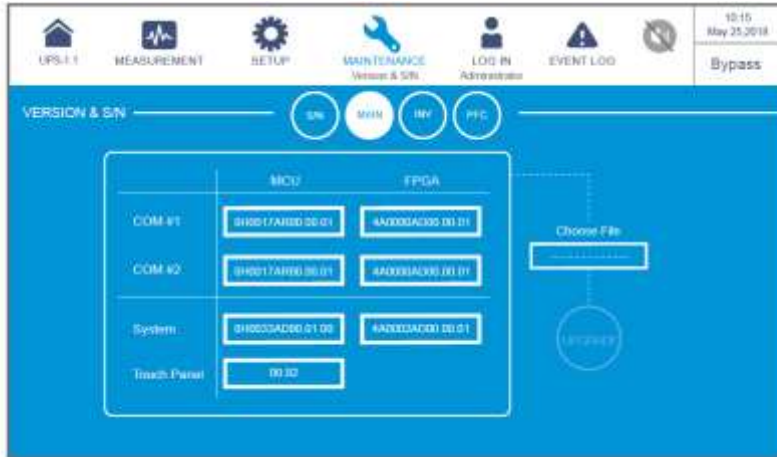 10:15
May 25,2018
UPS-1.1 MEASUREMENT SETUP MAINTENANCE LOG IN EVENT LOG
Version & S/N Administrator
Bypass
VERSION & S/N S/N MAIN INV PFC
MCU FPGA
COM #1
COM #2
Choose File
System
UPGRADE
Touch Panel 00.02